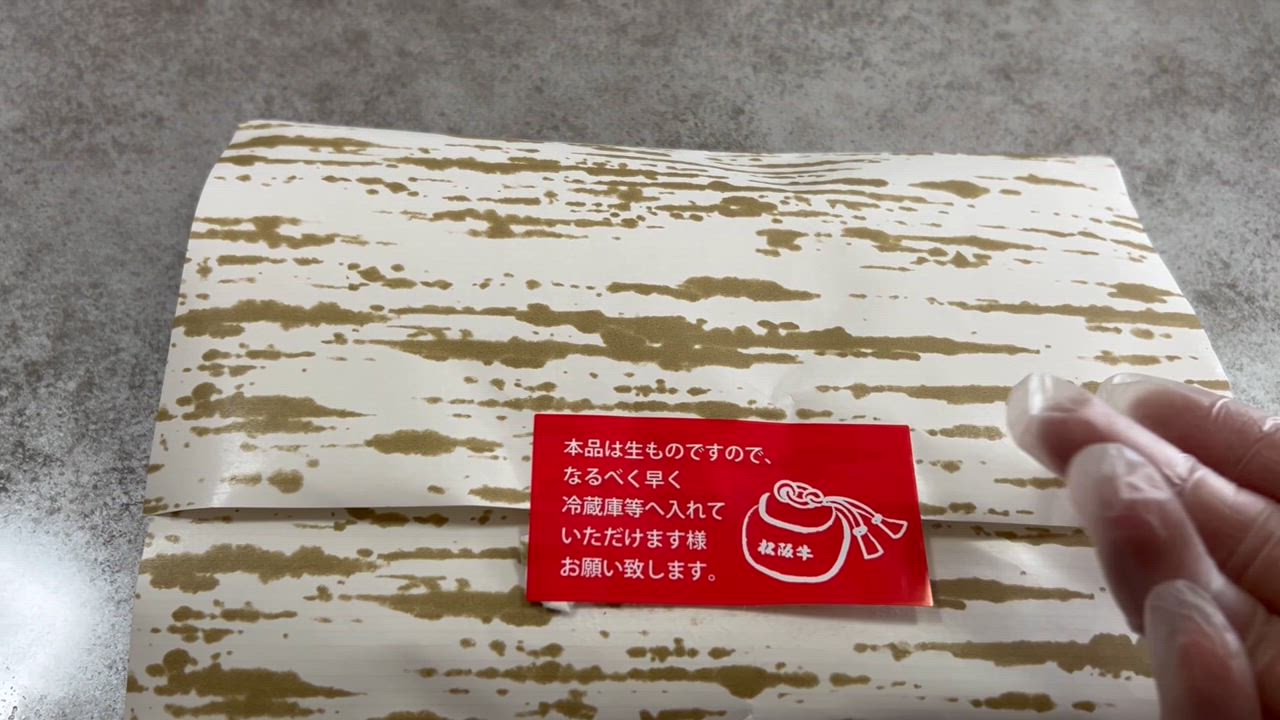 本品は生ものですので、
なるべく早く
冷蔵庫等へ入れて
いただけます様
お願い致します。
松阪牛